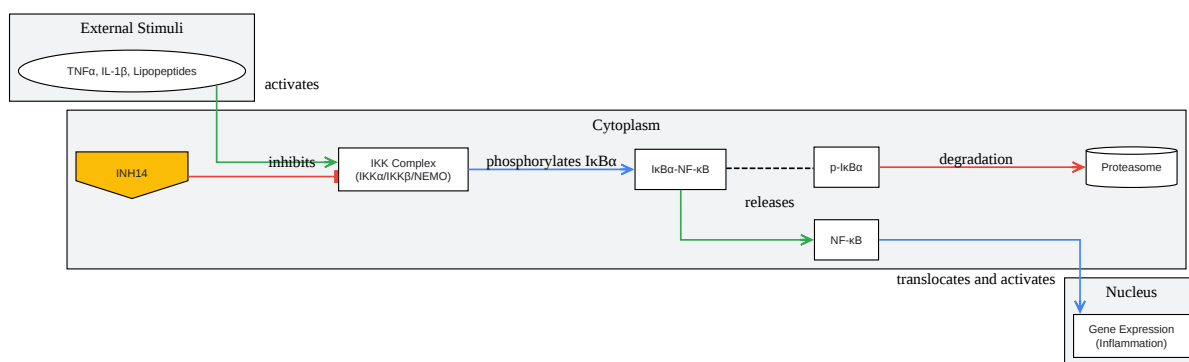 External Stimuli
TNFα, IL-1β, Lipopeptides
activates
Cytoplasm
INH14
inhibits
IKK Complex
(IKKα/IKKβ/NEMO)
phosphorylates IκBα
IκBα-NF-κB
p-IκBα
degradation
Proteasome
releases
NF-κB
translocates and activates
Nucleus
Gene Expression
(Inflammation)